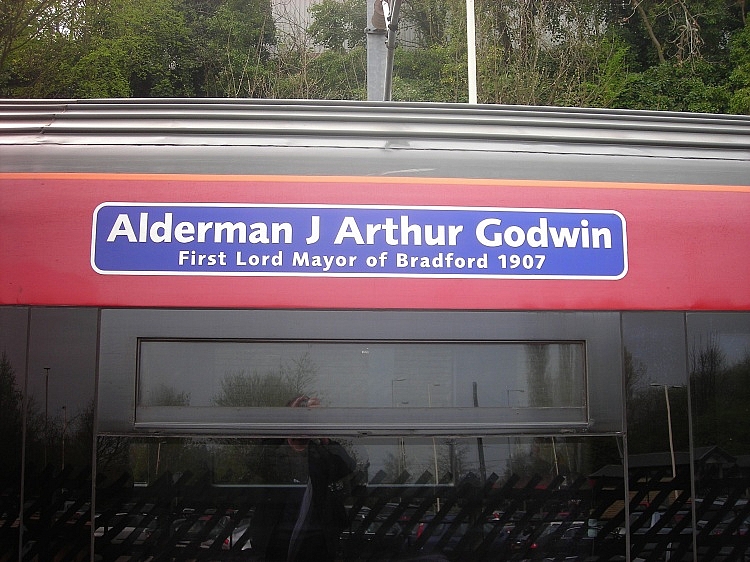 Alderman J Arthur Godwin
First Lord Mayor of Bradford 1907